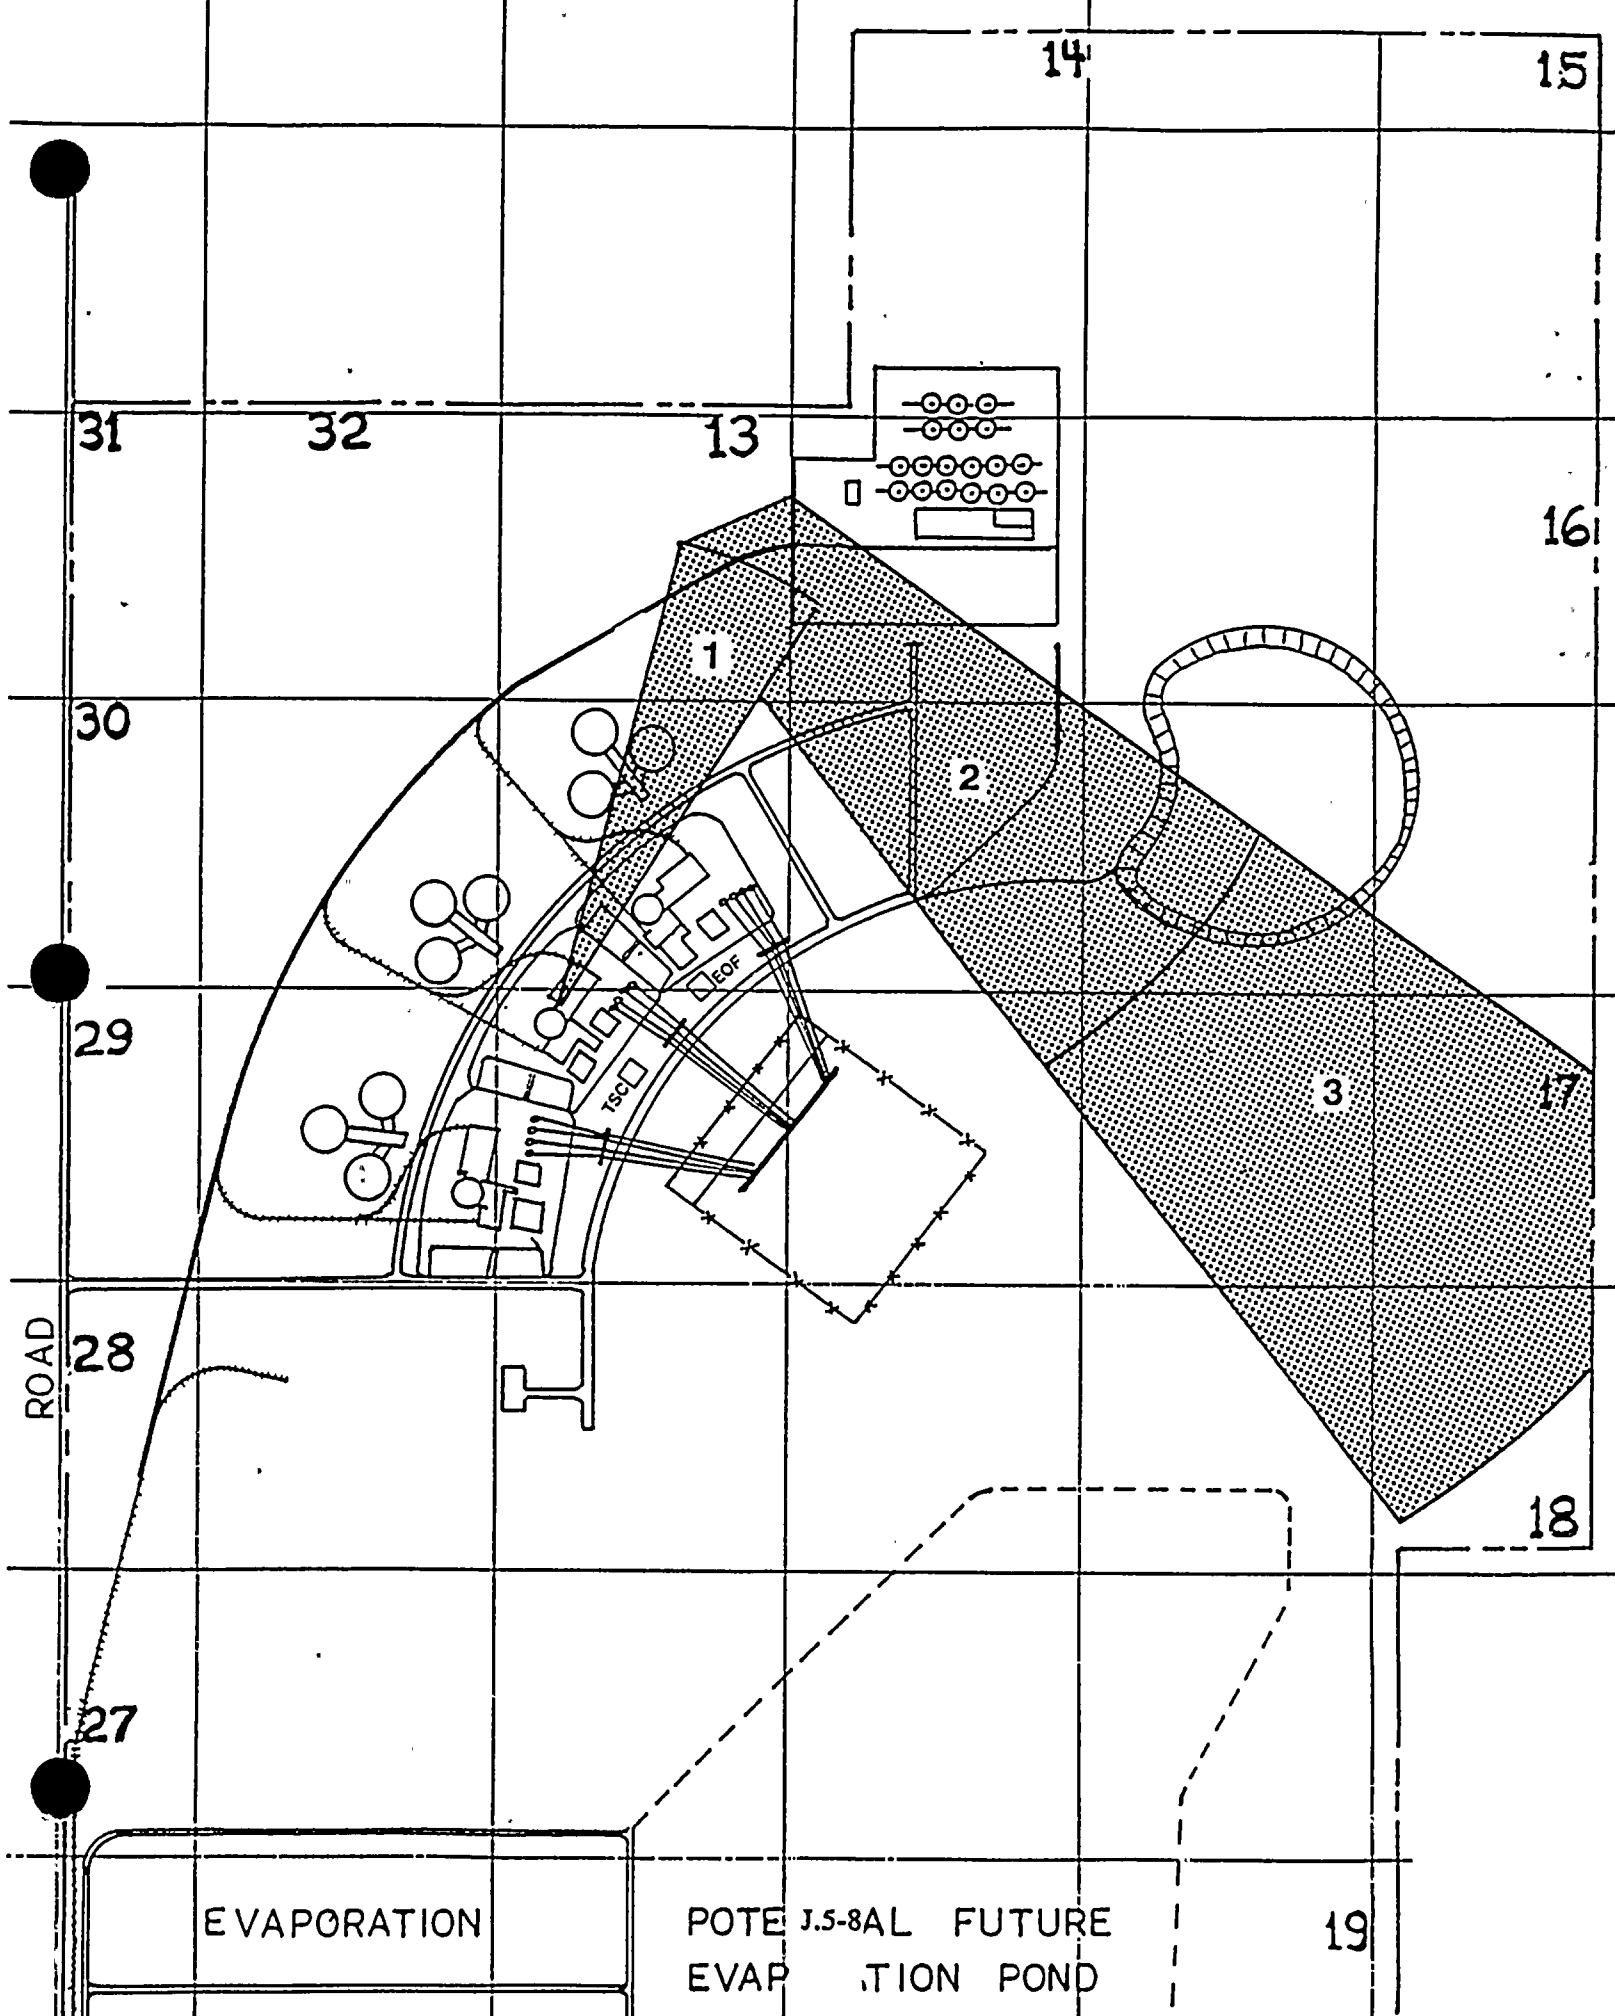 14
15
31
32
13
16
1
30
2
EOF
29
TSC
3
17
ROAD
28
18
27
EVAPORATION
POTE J.5-8AL FUTURE
19
EVAP TION POND